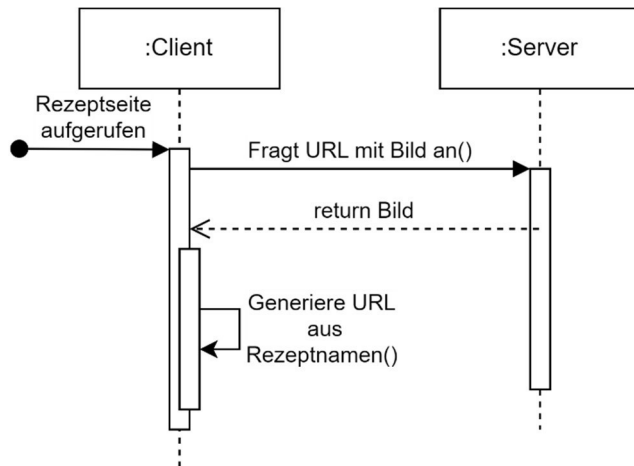 :Client
:Server
Rezeptseite
aufgerufen
Fragt URL mit Bild an()
return Bild
Generiere URL
aus
Rezeptnamen()